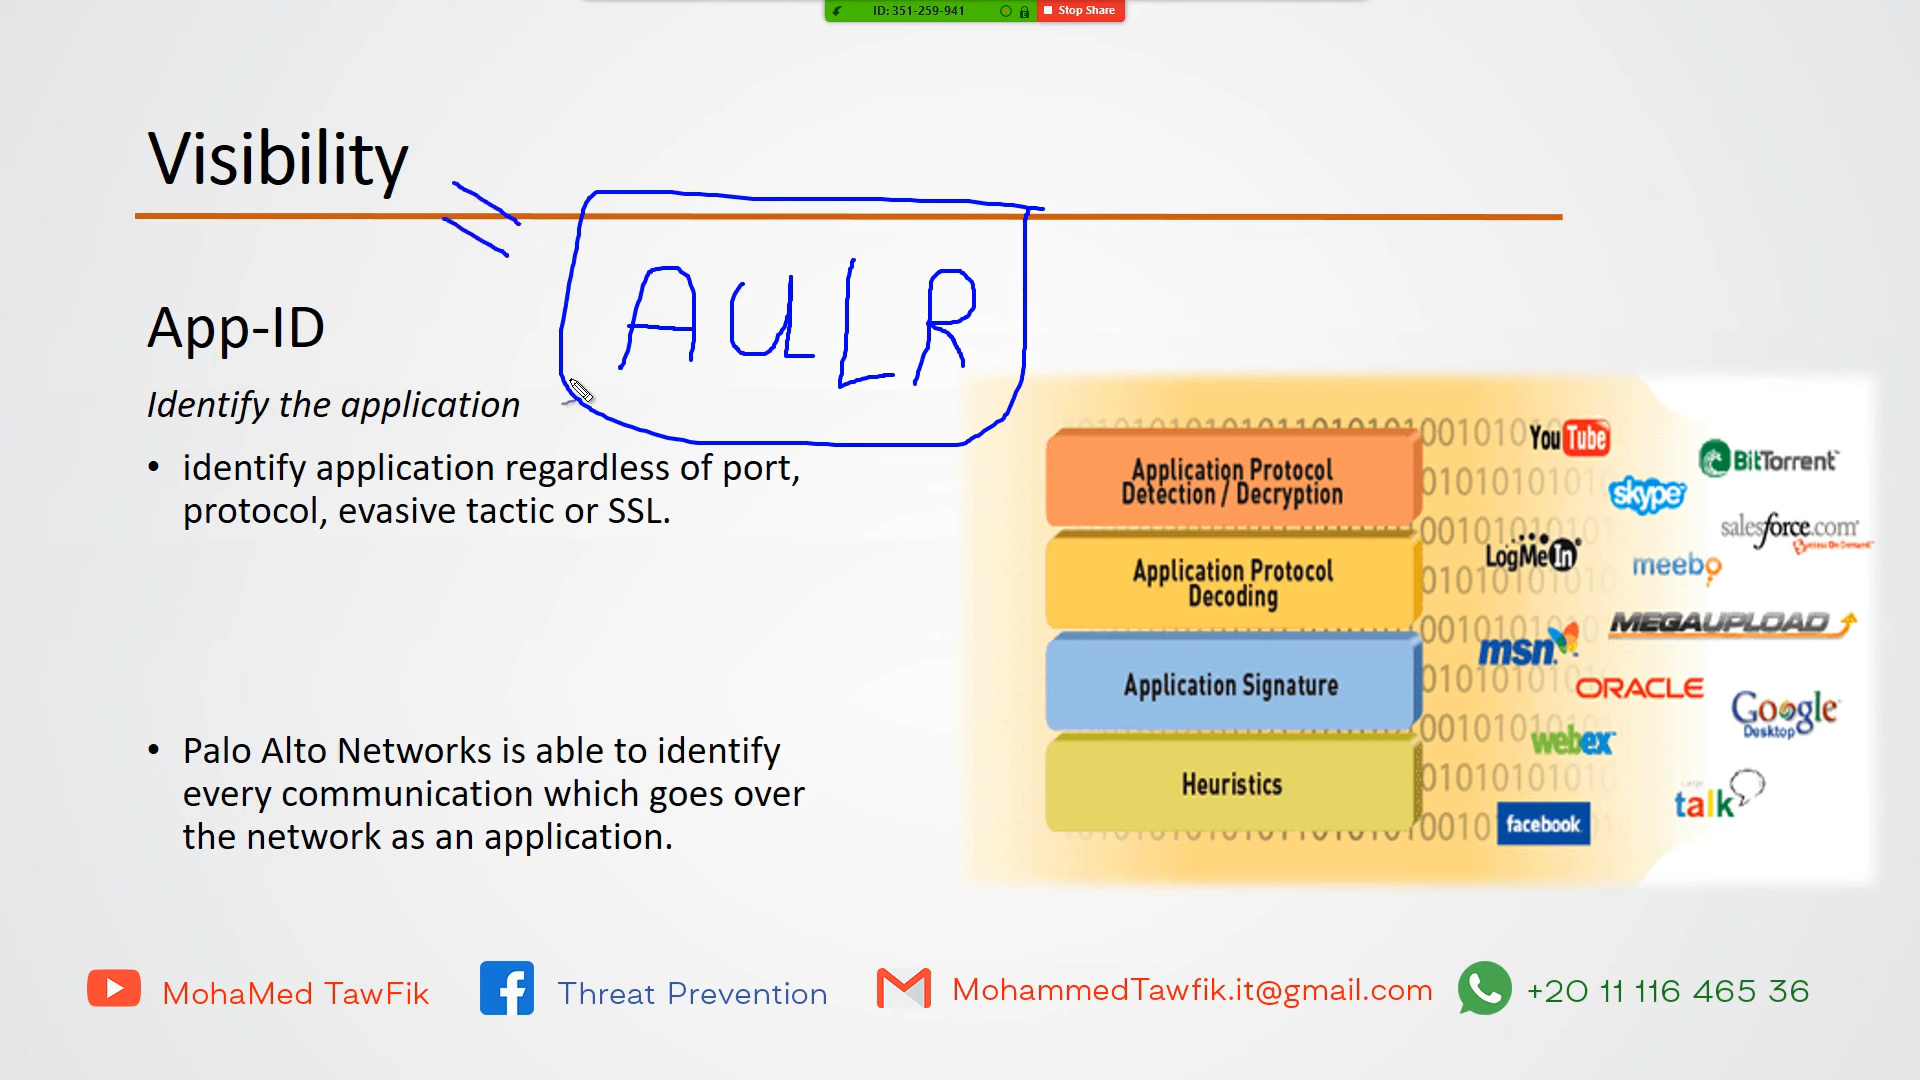 ID: 351-259-941
Stop Share
Visibility
AULR
App-ID
Identify the application
• identify application regardless of port,
protocol, evasive tactic or SSL.
• Palo Alto Networks is able to identify
every communication which goes over
the network as an application.
Application Protocol
Detection / Decryption
Application Protocol
Decoding
Application Signature
Heuristics
YouTube
BitTorrent
skype
salesforce.com
Success On Demand
LogMeIn
meebo
MEGAUPLOAD
msn
ORACLE
Google
Desktop
webex
talk
facebook
MohaMed TawFik
Threat Prevention
MohammedTawfik.it@gmail.com
+20 11 116 465 36